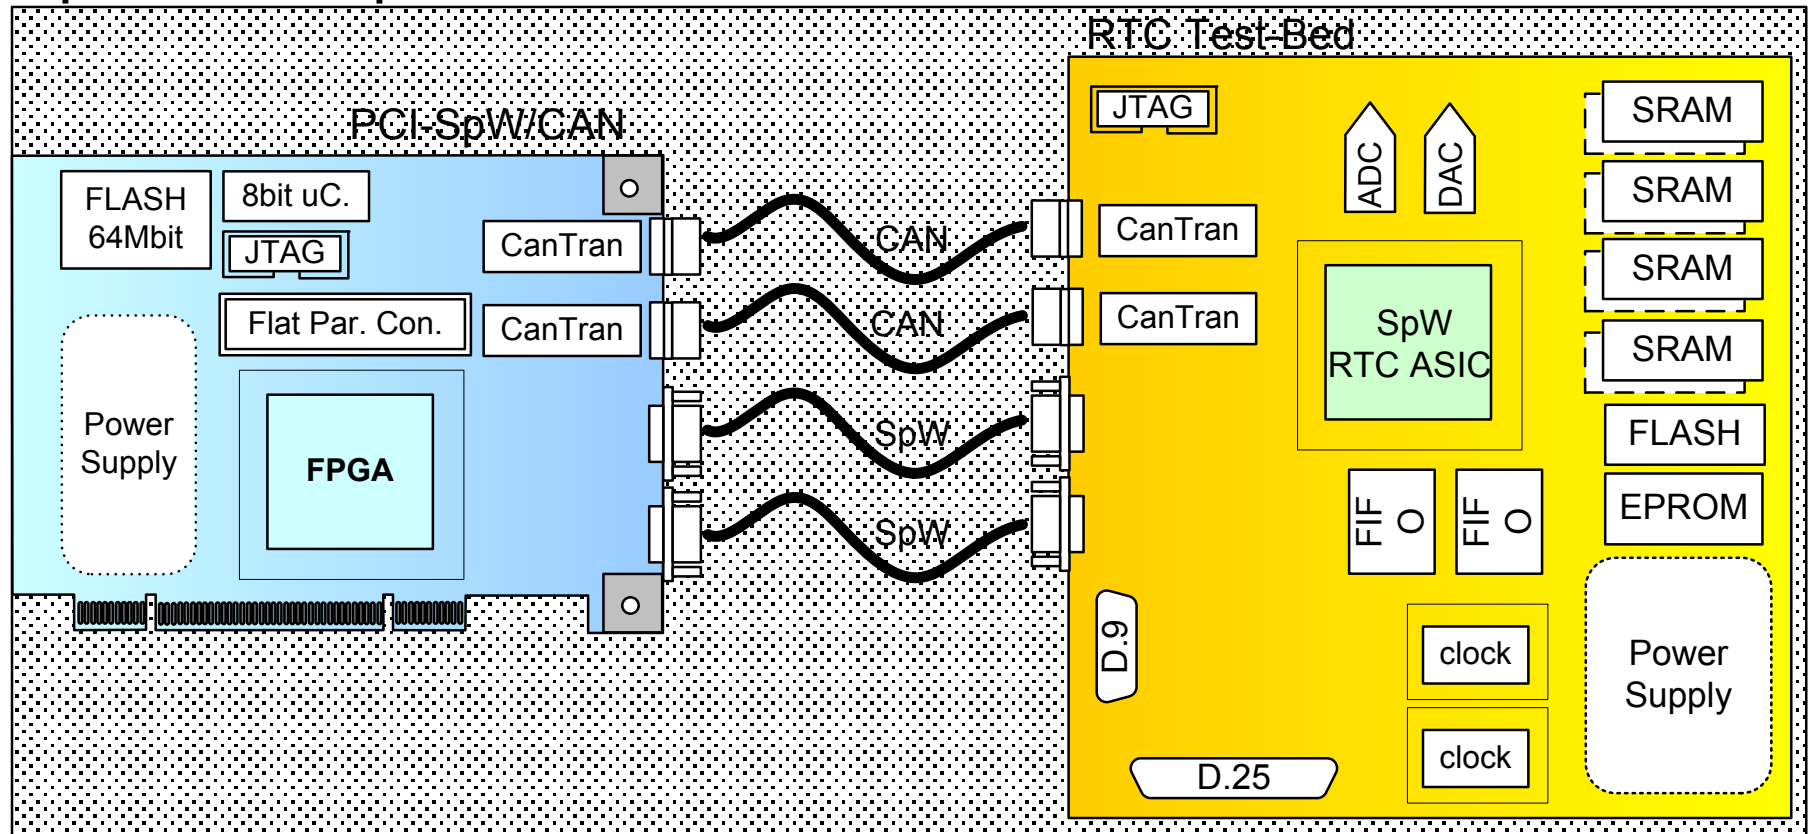 RTC Test-Bed
PCI-SpW/CAN
FLASH
64Mbit
8bit uC.
JTAG
Flat Par. Con.
CanTran
CanTran
Power
Supply
FPGA
CAN
CAN
SpW
SpW
JTAG
CanTran
CanTran
ADC
DAC
SpW
RTC ASIC
SRAM
SRAM
SRAM
SRAM
FLASH
EPROM
FIF
O
FIF
O
D.9
D.25
clock
clock
Power
Supply